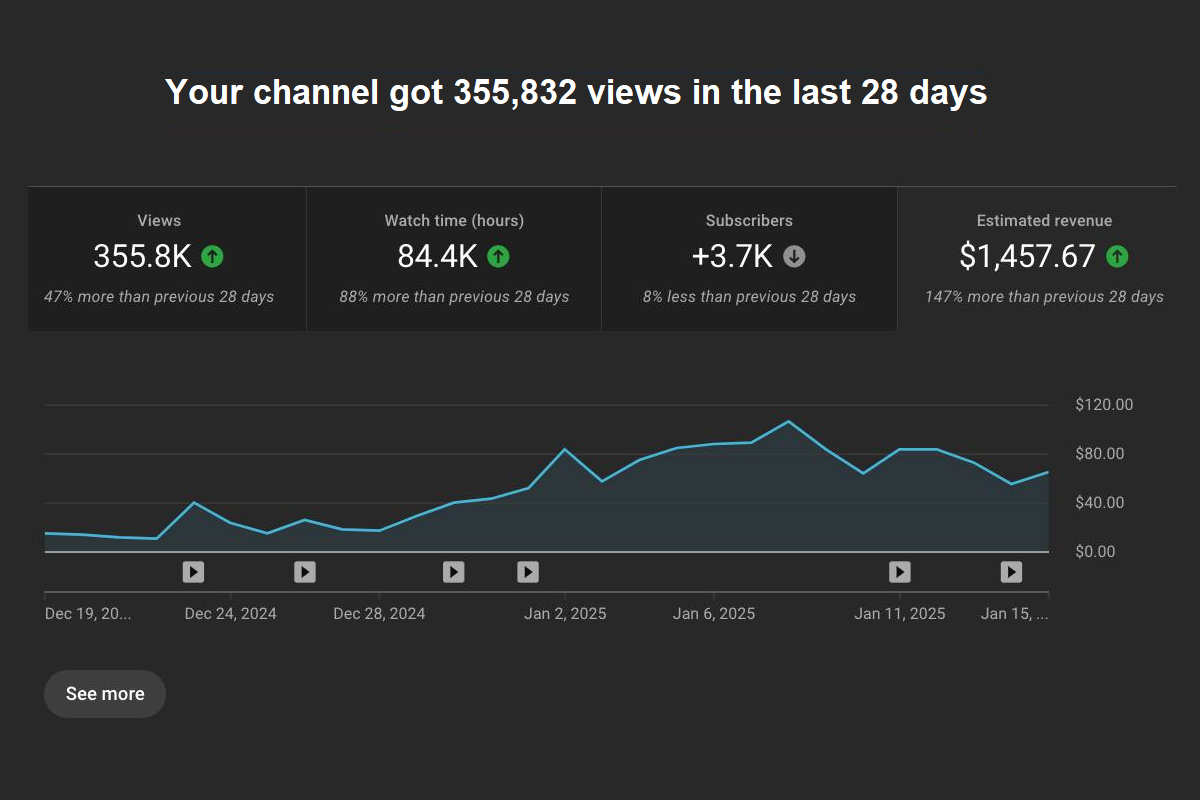 Your channel got 355,832 views in the last 28 days
Views
355.8K
47% more than previous 28 days
Watch time (hours)
84.4K
88% more than previous 28 days
Subscribers
+3.7K
8% less than previous 28 days
Estimated revenue
$1,457.67
147% more than previous 28 days
$120.00
$80.00
$40.00
$0.00
Dec 19, 20...
Dec 24, 2024
Dec 28, 2024
Jan 2, 2025
Jan 6, 2025
Jan 11, 2025
Jan 15, ...
See more